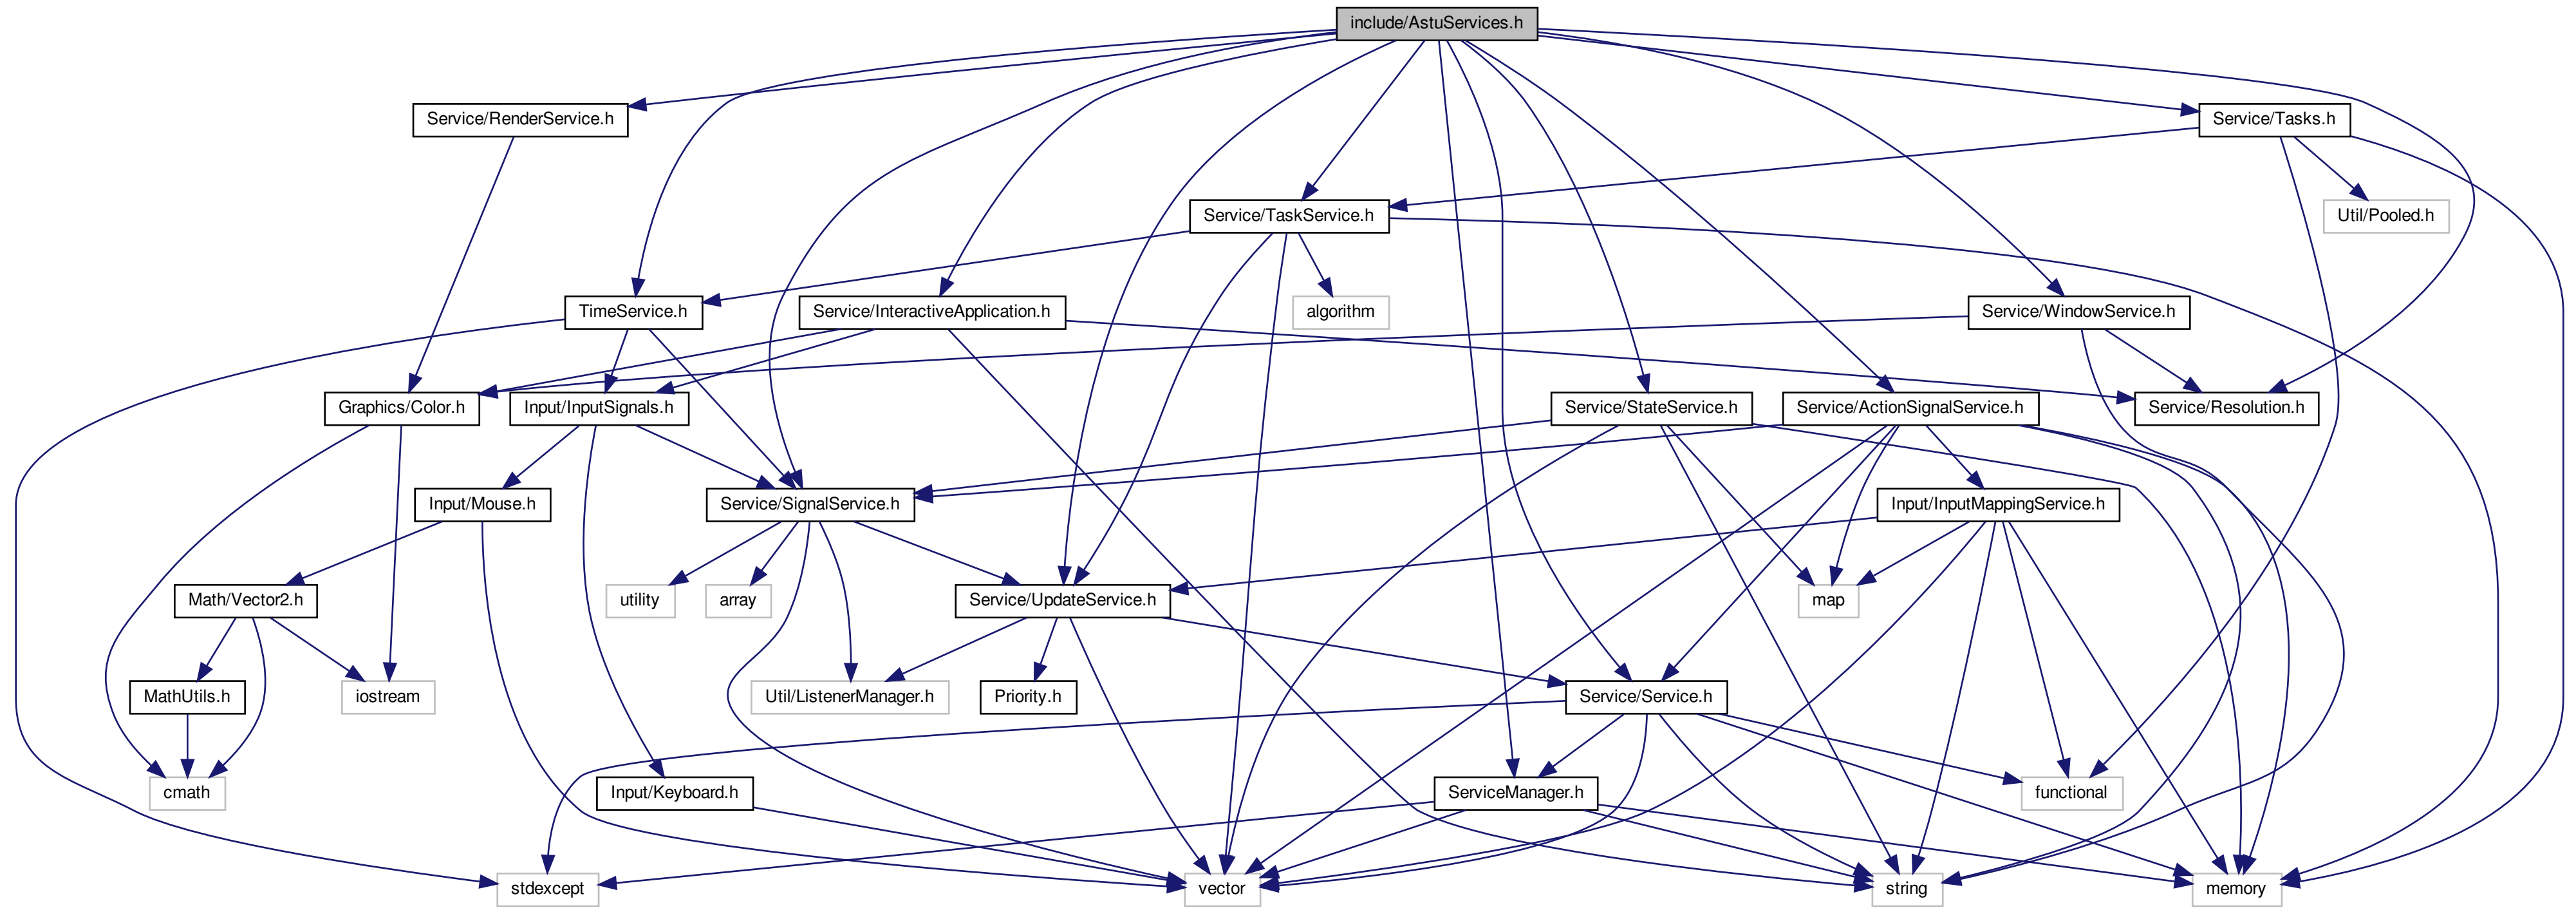 include/AstuServices.h
Service/RenderService.h
Service/Tasks.h
Service/TaskService.h
Util/Pooled.h
TimeService.h
Service/InteractiveApplication.h
algorithm
Service/WindowService.h
Graphics/Color.h
Input/InputSignals.h
Service/StateService.h
Service/ActionSignalService.h
Service/Resolution.h
Input/Mouse.h
Service/SignalService.h
Input/InputMappingService.h
Math/Vector2.h
utility
array
Service/UpdateService.h
map
MathUtils.h
iostream
Util/ListenerManager.h
Priority.h
Service/Service.h
cmath
Input/Keyboard.h
ServiceManager.h
functional
stdexcept
vector
string
memory